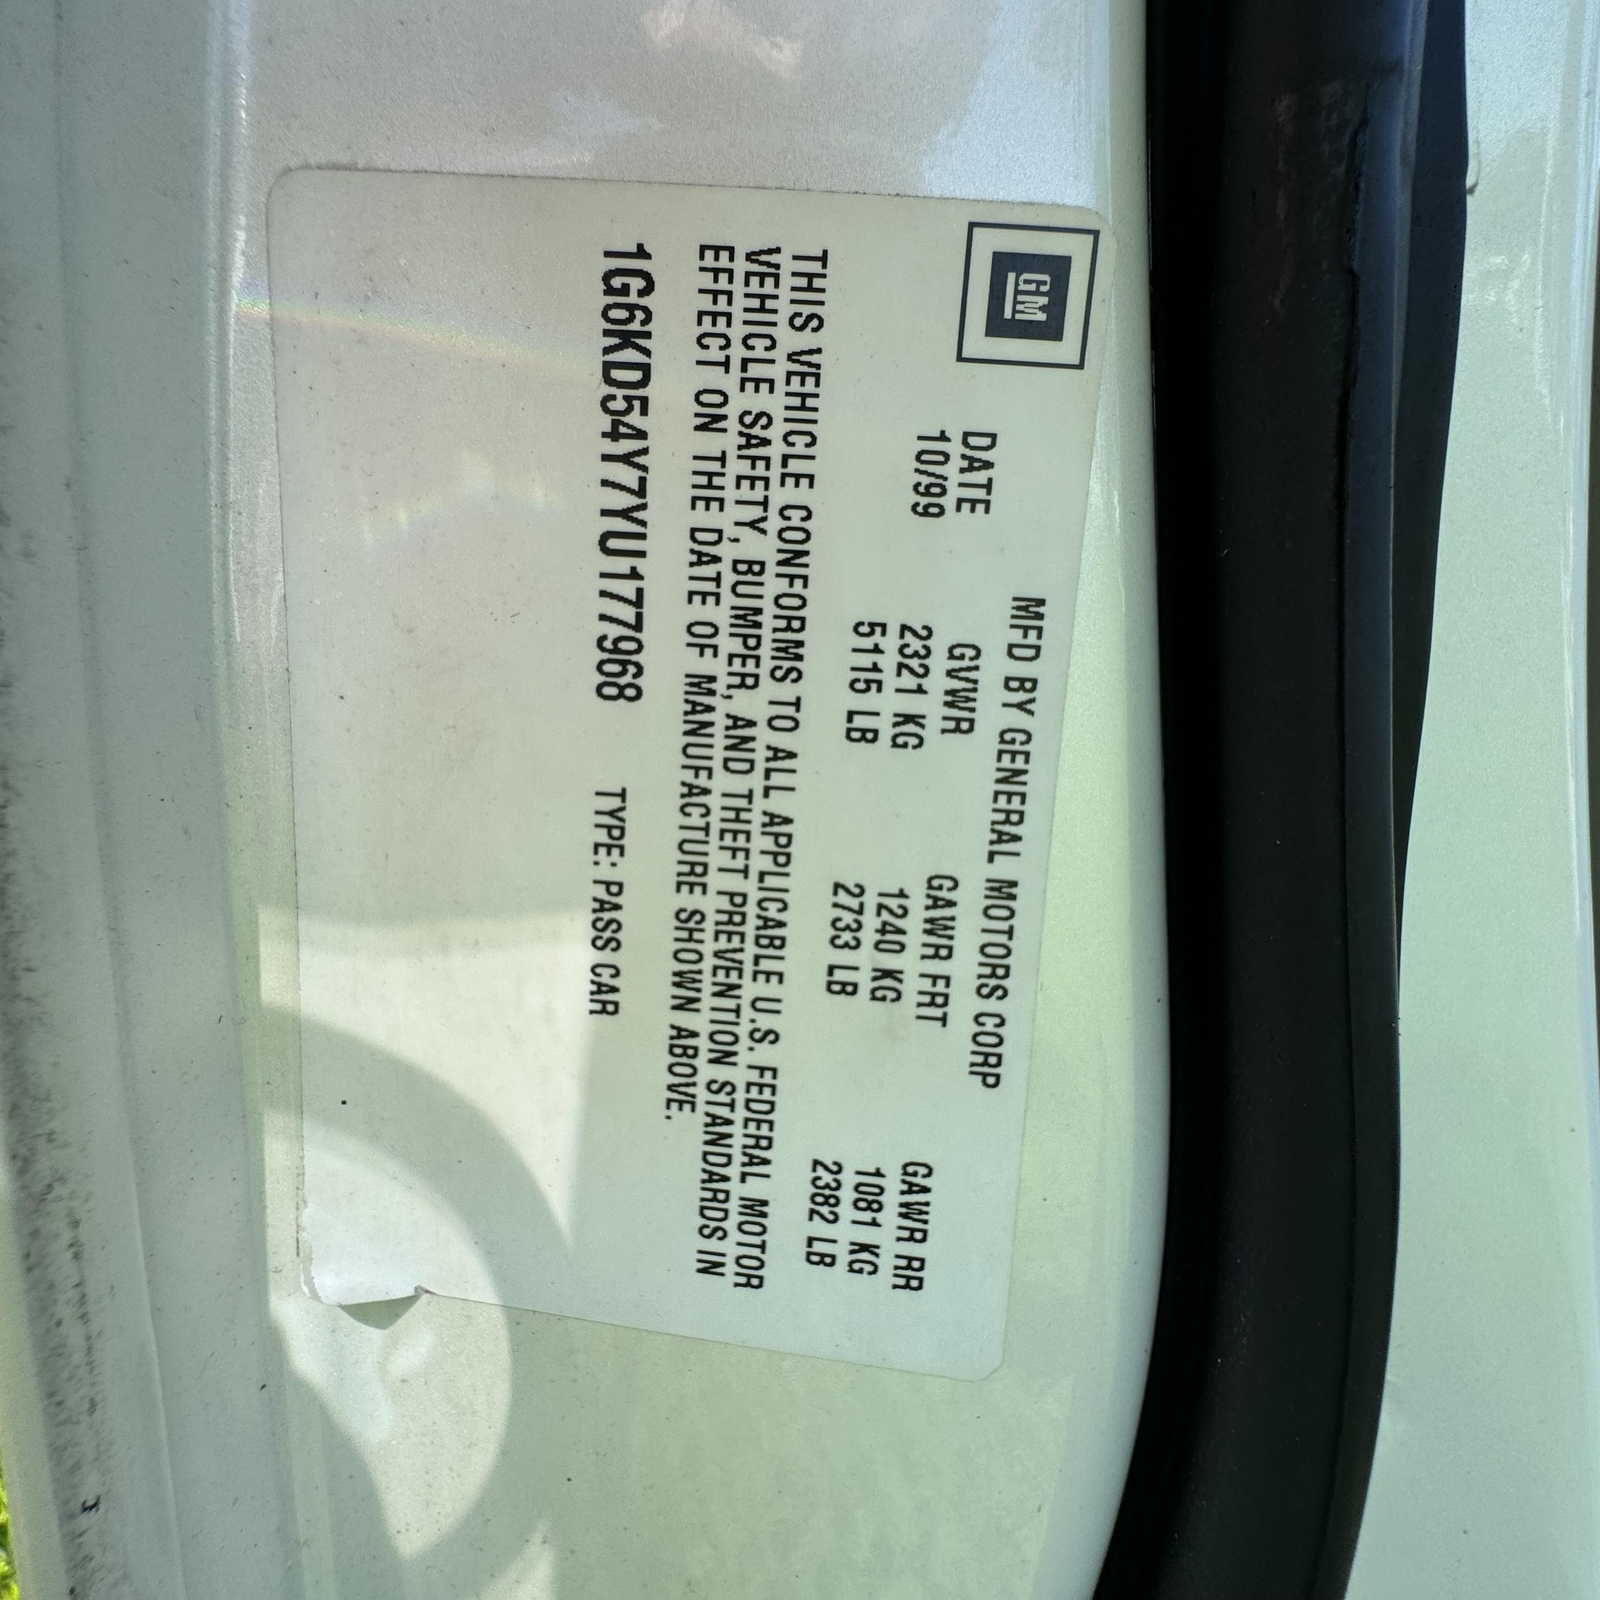 GM
MFD BY GENERAL MOTORS CORP
DATE GVWR GAWR FRT GAWR RR
10/99 2321 KG 1240 KG 1081 KG
5115 LB 2733 LB 2382 LB
THIS VEHICLE CONFORMS TO ALL APPLICABLE U.S. FEDERAL MOTOR
VEHICLE SAFETY, BUMPER, AND THEFT PREVENTION STANDARDS IN
EFFECT ON THE DATE OF MANUFACTURE SHOWN ABOVE.
1G6KD54Y7YU177968 TYPE: PASS CAR